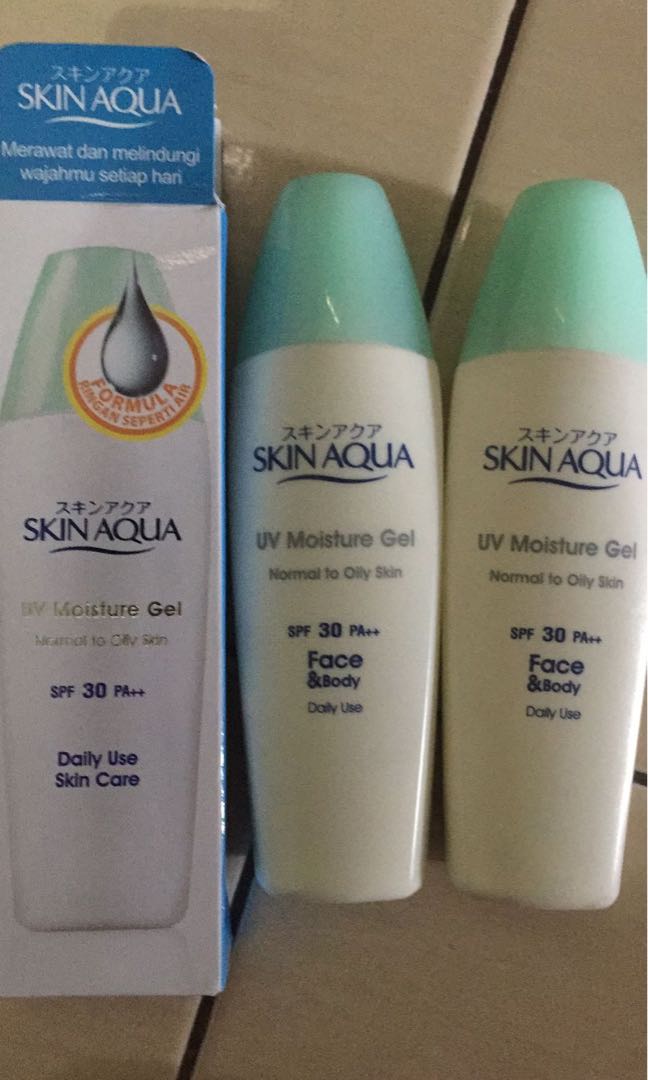 スキンアクア
SKIN AQUA
Merawat dan melindungi
wajahmu setiap hari
FORMULA
RINGAN SEPERTI AIR
スキンアクア
SKIN AQUA
UV Moisture Gel
Normal to Oily Skin
SPF 30 PA++
Daily Use
Skin Care
スキンアクア
SKIN AQUA
UV Moisture Gel
Normal to Oily Skin
SPF 30 PA++
Face
&Body
Daily Use
スキンアクア
SKIN AQUA
UV Moisture Gel
Normal to Oily Skin
SPF 30 PA++
Face
&Body
Daily Use